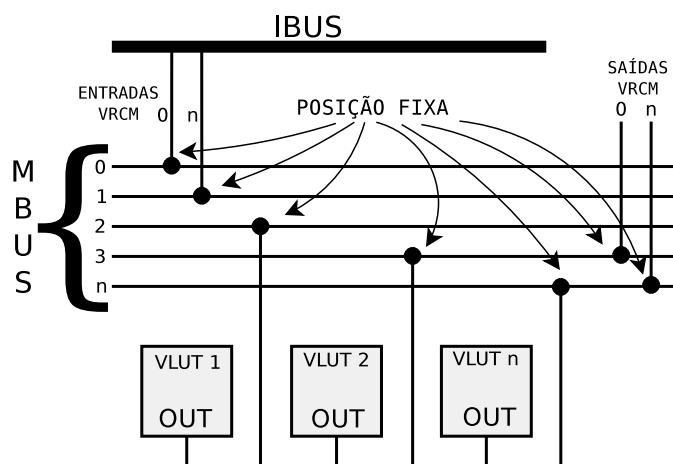 IBUS
ENTRADAS
VRCM 0 n
POSIÇÃO FIXA
SAÍDAS
VRCM
0 n
M
B
U
S
0
1
2
3
n
VLUT 1
OUT
VLUT 2
OUT
VLUT n
OUT